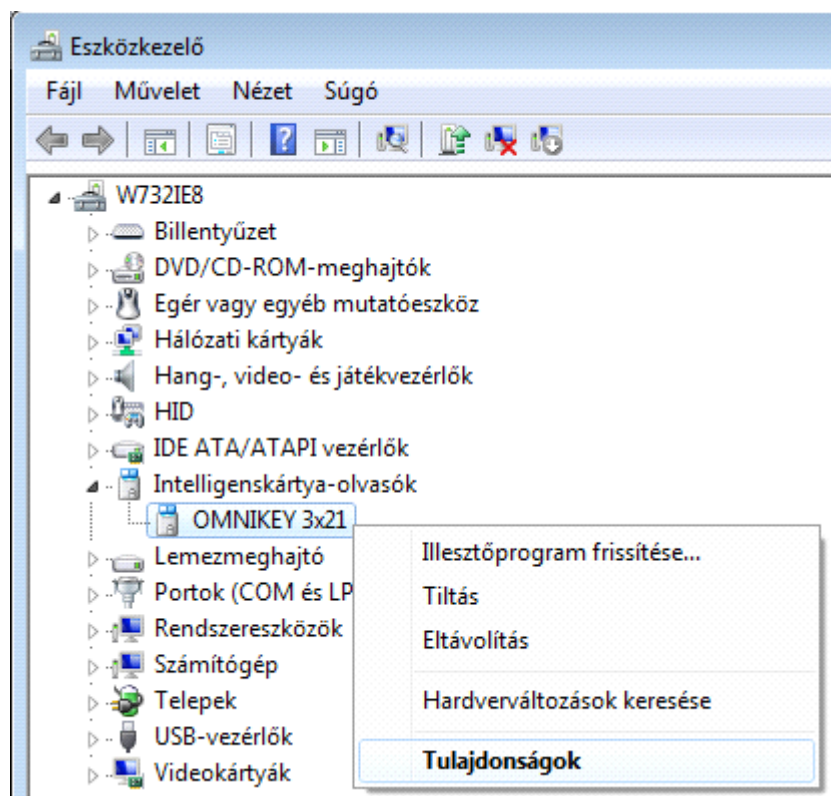 Eszközkezelő
Fájl Művelet Nézet Súgó
W732IE8
Billentyűzet
DVD/CD-ROM-meghajtók
Egér vagy egyéb mutatóeszköz
Hálózati kártyák
Hang-, video- és játékvezérlők
HID
IDE ATA/ATAPI vezérlők
Intelligenskártya-olvasók
OMNIKEY 3x21
Lemezmeghajtó
Portok (COM és LP
Rendszereszközök
Számítógép
Telepek
USB-vezérlők
Videokártyák
Illesztőprogram frissítése...
Tiltás
Eltávolítás
Hardverváltozások keresése
Tulajdonságok